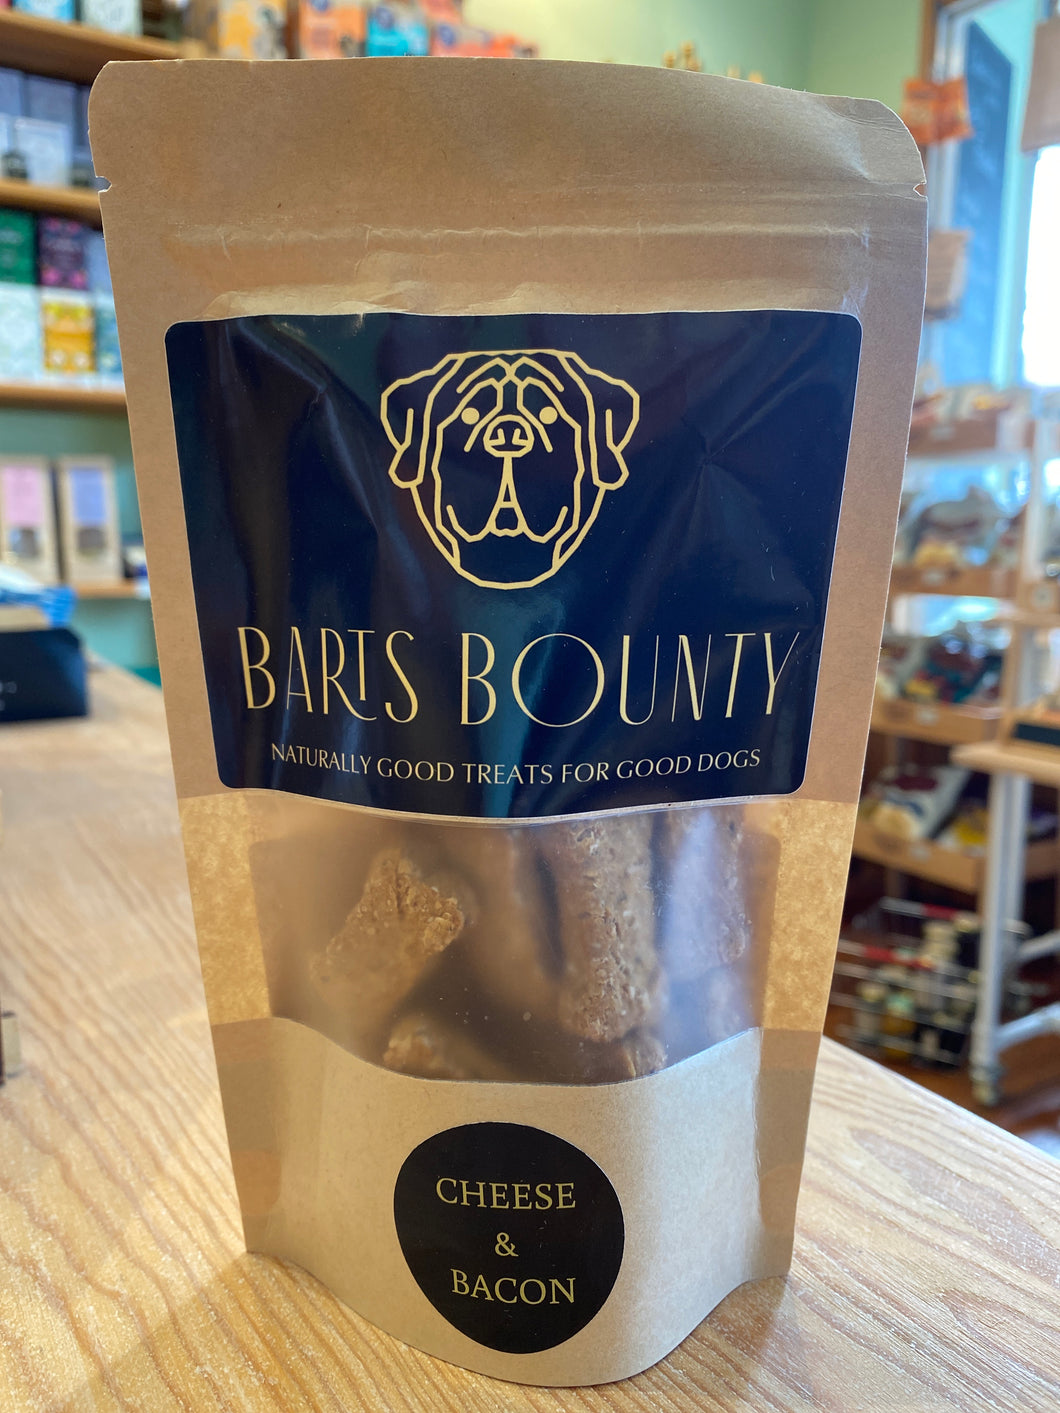 BARTS BOUNTY
NATURALLY GOOD TREATS FOR GOOD DOGS
CHEESE
&
BACON